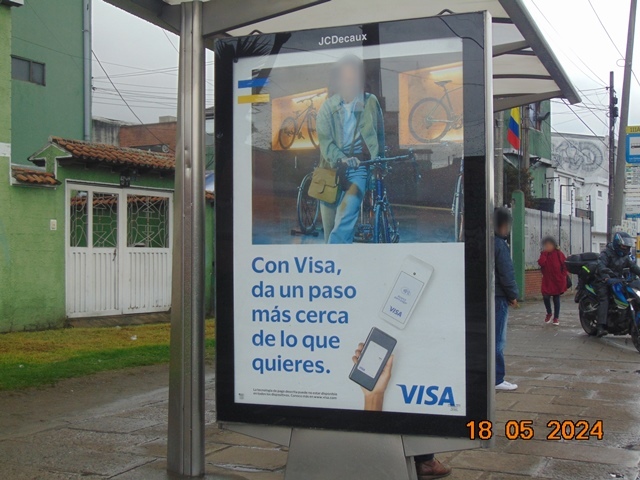 JCDecaux
Con Visa,
da un paso
más cerca
de lo que
quieres.
VISA
VISA
18 05 2024